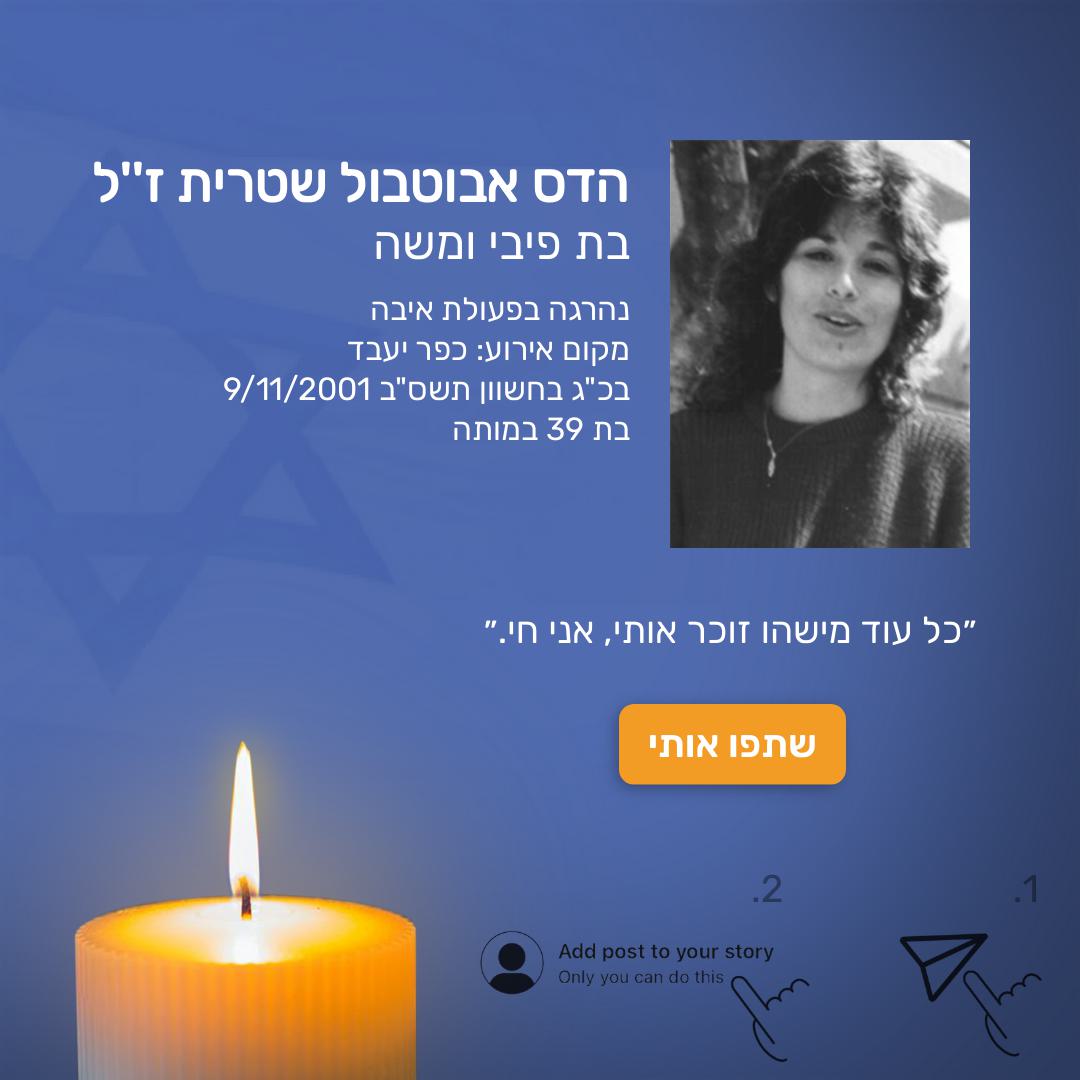 הדס אבוטבול שטרית ז"ל
בת פיבי ומשה
נהרגה בפעולת איבה
מקום אירוע: כפר יעבד
בכ"ג בחשוון תשס"ב 9/11/2001
בת 39 במותה
״כל עוד מישהו זוכר אותי, אני חי.״
שתפו אותי
1.
2.
Add post to your story
Only you can do this